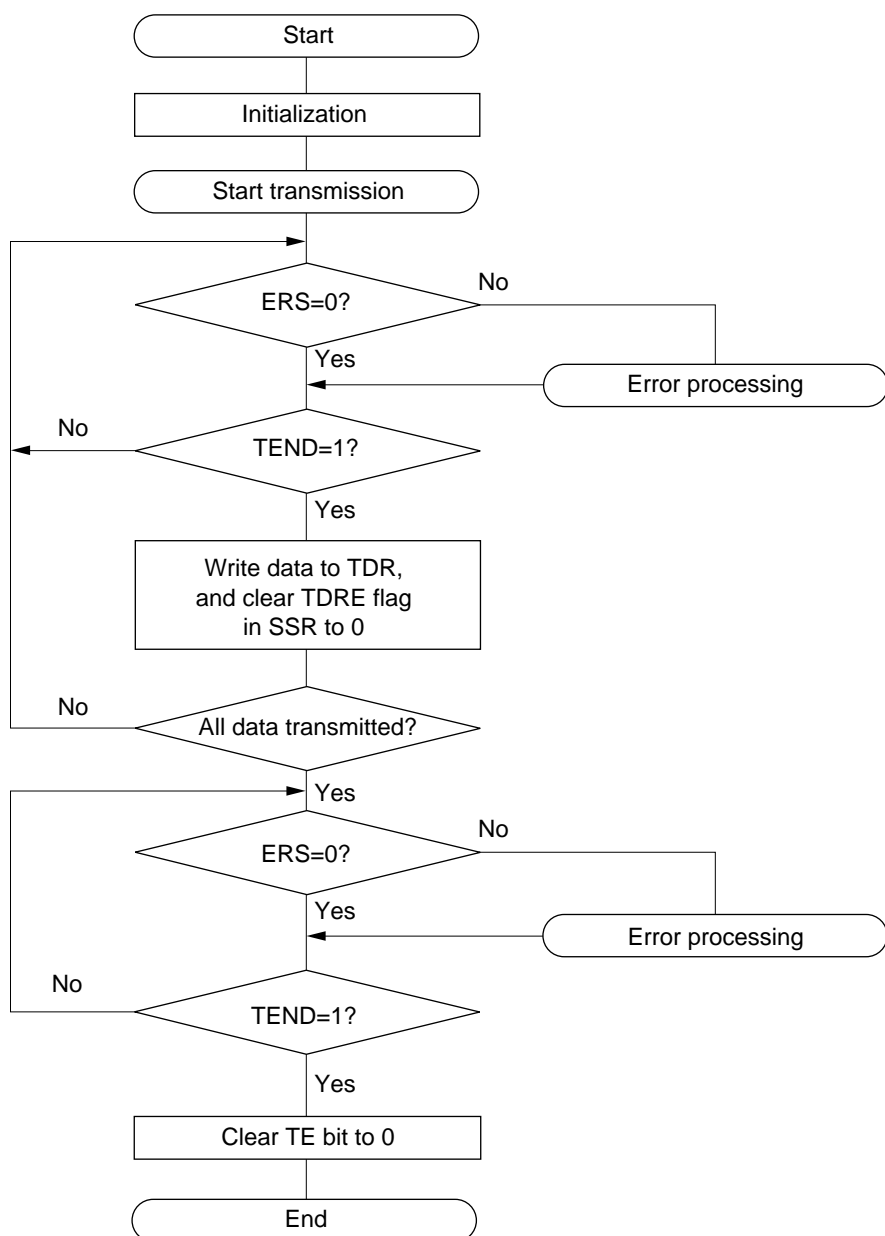 Start
Initialization
Start transmission
ERS=0?
No
Yes
Error processing
No
TEND=1?
Yes
Write data to TDR,
and clear TDRE flag
in SSR to 0
No
All data transmitted?
Yes
ERS=0?
No
Yes
Error processing
No
TEND=1?
Yes
Clear TE bit to 0
End